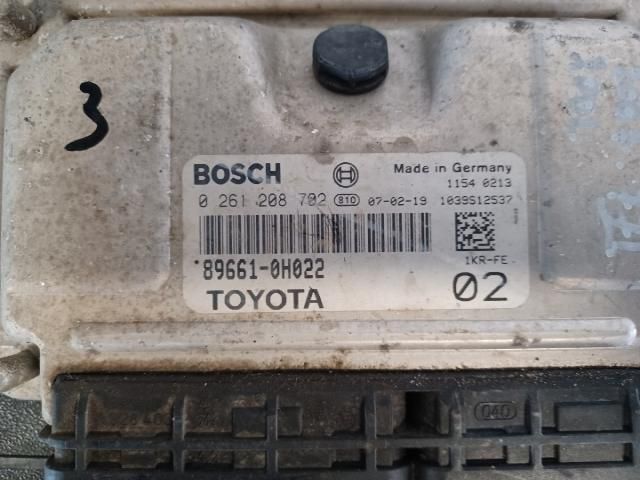 3
BOSCH Made in Germany
1154 0213
0 261 208 702 810 07-02-19 1039S12537
*89661-0H022 1KR-FE
TOYOTA 02
040